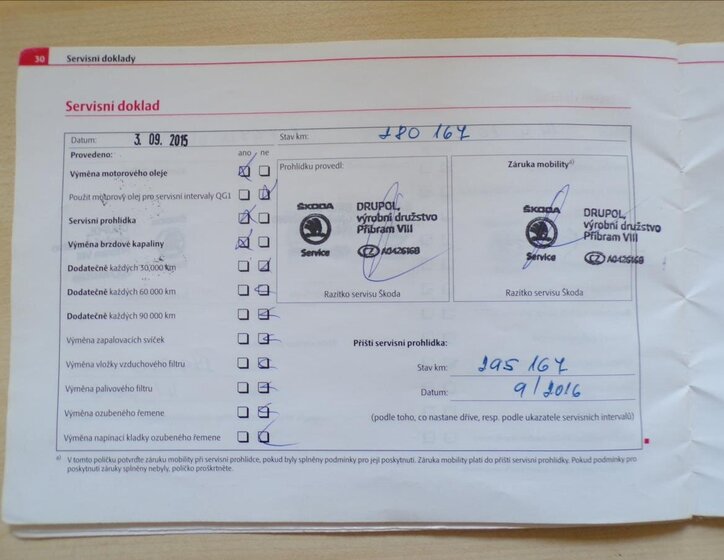 30 Servisní doklady
Servisní doklad
Datum: 3. 09. 2015 Stav km: 280 167
Provedeno: ano ne
Výměna motorového oleje
Použit motorový olej pro servisní intervaly QG1
Servisní prohlídka
Výměna brzdové kapaliny
Dodatečně každých 30.000 km
Dodatečně každých 60 000 km
Dodatečně každých 90 000 km
Výměna zapalovacích svíček
Výměna vložky vzduchového filtru
Výměna palivového filtru
Výměna ozubeného řemene
Výměna napínací kladky ozubeného řemene
Prohlídku provedl:
ŠKODA
Service
DRUPOL,
výrobní družstvo
Příbram VIII
CZ A042616B
Razítko servisu Škoda
Záruka mobility a)
ŠKODA
Service
DRUPOL,
výrobní družstvo
Příbram VIII
CZ A042616B
Razítko servisu Škoda
Příští servisní prohlídka:
Stav km: 295 167
Datum: 9/2016
(podle toho, co nastane dříve, resp. podle ukazatele servisních intervalů)
a) V tomto políčku potvrďte záruku mobility při servisní prohlídce, pokud byly splněny podmínky pro její poskytnutí. Záruka mobility platí do příští servisní prohlídky. Pokud podmínky pro
poskytnutí záruky splněny nebyly, políčko proškrtněte.